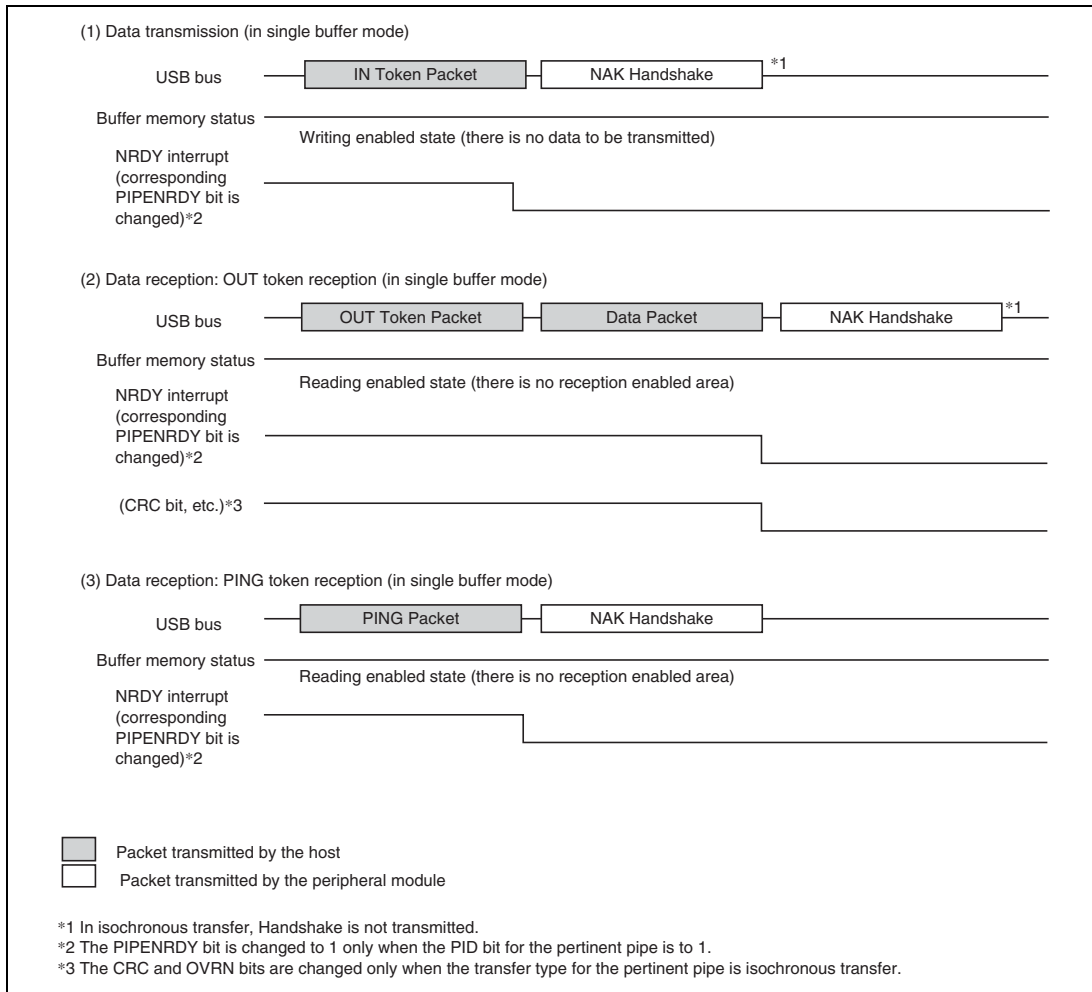 (1) Data transmission (in single buffer mode)
USB bus
IN Token Packet
NAK Handshake
*1
Buffer memory status
Writing enabled state (there is no data to be transmitted)
NRDY interrupt
(corresponding
PIPENRDY bit is
changed)*2
(2) Data reception: OUT token reception (in single buffer mode)
USB bus
OUT Token Packet
Data Packet
NAK Handshake
*1
Buffer memory status
Reading enabled state (there is no reception enabled area)
NRDY interrupt
(corresponding
PIPENRDY bit is
changed)*2
(CRC bit, etc.)*3
(3) Data reception: PING token reception (in single buffer mode)
USB bus
PING Packet
NAK Handshake
Buffer memory status
Reading enabled state (there is no reception enabled area)
NRDY interrupt
(corresponding
PIPENRDY bit is
changed)*2
Packet transmitted by the host
Packet transmitted by the peripheral module
*1 In isochronous transfer, Handshake is not transmitted.
*2 The PIPENRDY bit is changed to 1 only when the PID bit for the pertinent pipe is to 1.
*3 The CRC and OVRN bits are changed only when the transfer type for the pertinent pipe is isochronous transfer.